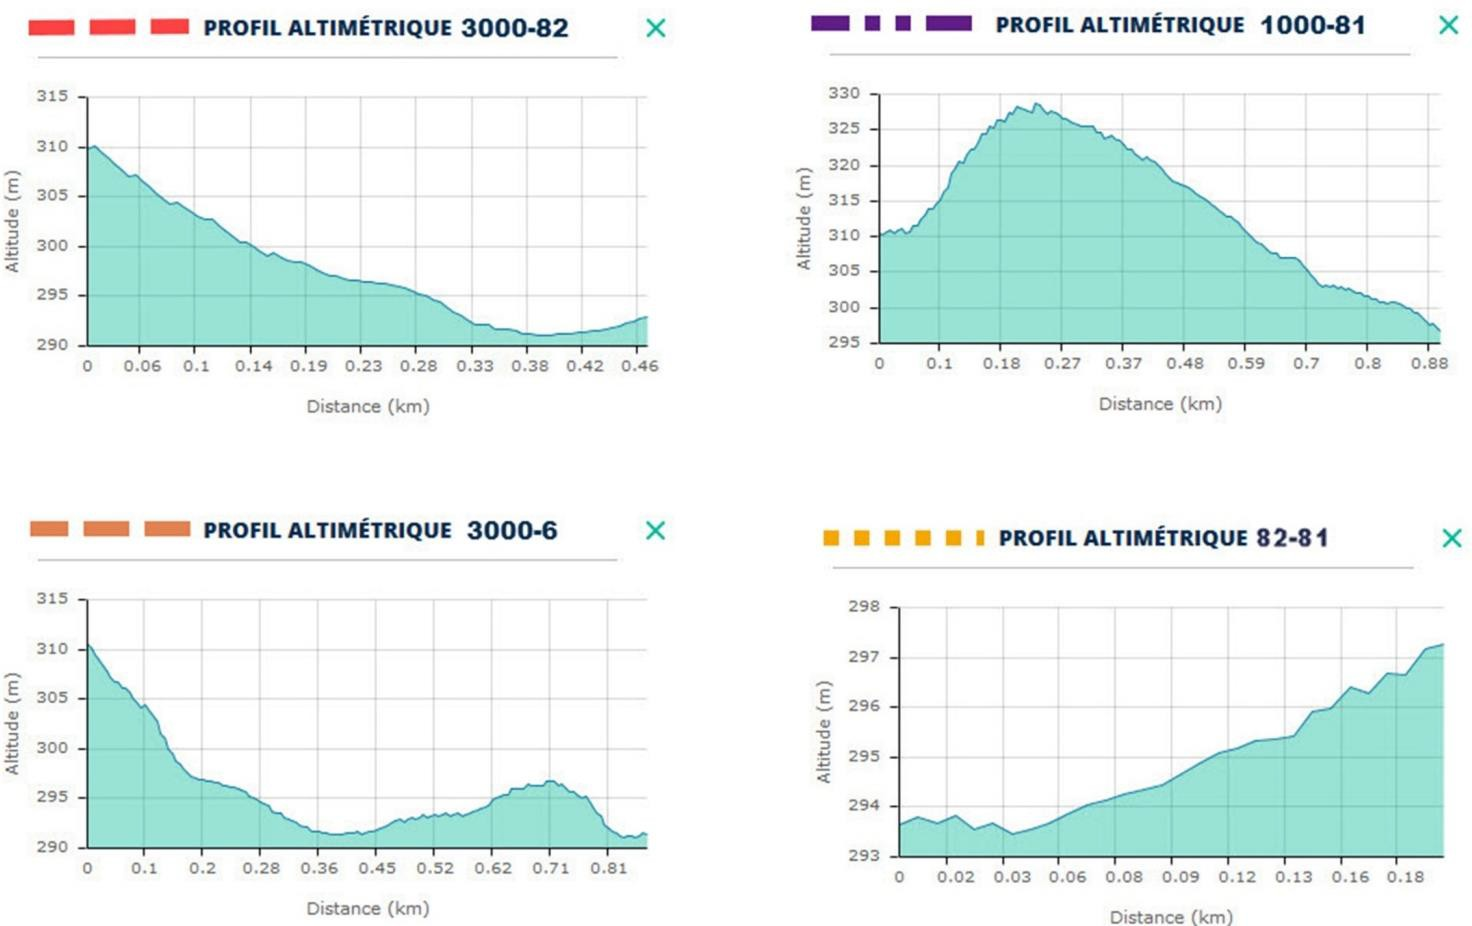 PROFIL ALTIMÉTRIQUE 3000-82
315
310
305
300
295
290
Altitude (m)
0 0.06 0.1 0.14 0.19 0.23 0.28 0.33 0.38 0.42 0.46
Distance (km)
PROFIL ALTIMÉTRIQUE 1000-81
330
325
320
315
310
305
300
295
Altitude (m)
0 0.1 0.18 0.27 0.37 0.48 0.59 0.7 0.8 0.88
Distance (km)
PROFIL ALTIMÉTRIQUE 3000-6
315
310
305
300
295
290
Altitude (m)
0 0.1 0.2 0.28 0.36 0.45 0.52 0.62 0.71 0.81
Distance (km)
PROFIL ALTIMÉTRIQUE 82-81
298
297
296
295
294
293
Altitude (m)
0 0.02 0.03 0.06 0.08 0.09 0.12 0.13 0.16 0.18
Distance (km)